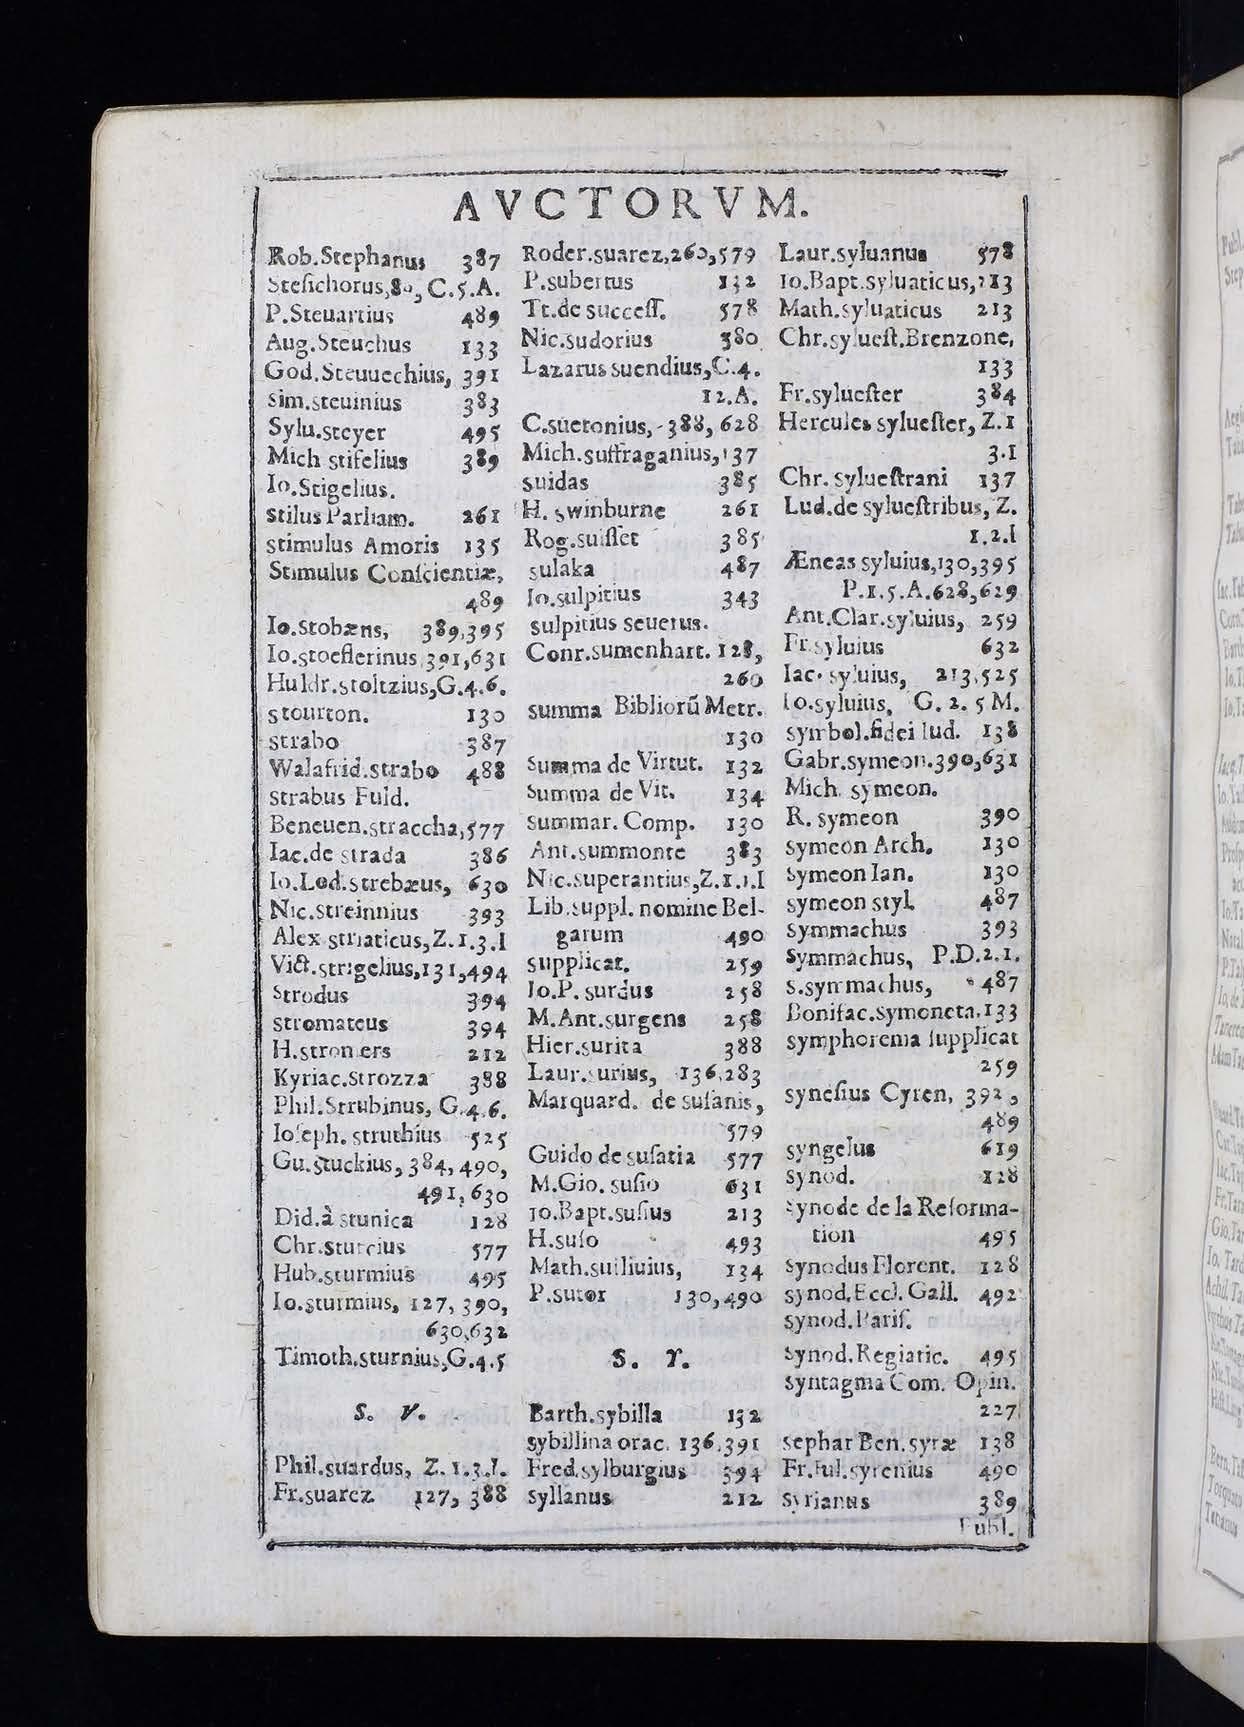 AVCTORVM.
Rob.Stephanus 387
Stesichorus,80, C.5.A.
P.Steuartius 489
Aug.Steuchus 133
God.Steuuechius, 391
sim.steuinius 383
Sylu.steyer 495
Mich stifelius 389
Io.Stigelius.
stilus Parliam. 261
stimulus Amoris 135
Stimulus Conscientiæ,
489
Io.Stobæns, 389,395
Io.stoeflerinus,391,631
Huldr.stoltzius,G.4.6.
stourton. 130
strabo 387
Walafrid.strabo 488
strabus Fuld.
Beneuen.straccha,577
Iac.de strada 386
Io.Lod.strebæus, 630
Nic.streinnius 393
Alex striaticus,Z.1.3.I
Vict.strigelius,131,494
Strodus 394
stromateus 394
H.stromers 212
Kyriac.Strozza 388
Phil.Strubinus, G.4.6.
Ioseph. struthius 525
Gu.stuckius, 384, 490,
491, 630
Did.à stunica 128
Chr.sturcius 577
Hub.sturmius 495
Io.sturmius, 127, 390,
630,632
Timoth.sturnius,G.4.5
S. V.
Phil.suardus, Z.1.3.I.
Fr.suarez 127, 388
Roder.suarez,260,579
P.subertus 132
Tt.de success. 578
Nic.sudorius 380
Lazarus suendius,C.4.
12.A.
C.suetonius, 388, 628
Mich.suffraganius,137
suidas 385
H. swinburne 261
Rog.suisset 385
sulaka 487
Io.sulpitius 343
sulpitius seuerus.
Conr.sumenhart. 128,
260
summa Bibliorũ Metr.
130
Summa de Virtut. 132
Summa de Vit. 134
summar. Comp. 130
Ant.summonte 383
Nic.superantius,Z.1.1.I
Lib.suppl. nomine Bel-
garum 490
supplicat. 259
Io.P. surdus 258
M.Ant.surgens 258
Hier.surita 388
Laur.surius, 136,283
Marquard. de susanis,
579
Guido de susatia 577
M.Gio. susio 631
Io.Bapt.susius 213
H.suso 493
Math.sutliuius, 134
P.sutor 130,490
S. Y.
Barth.sybilla 132
sybillina orac. 136,391
Fred.sylburgius 394
syllanus 212
Laur.syluanus 578
Io.Bapt.syluaticus,213
Math.syluaticus 213
Chr.syluest.Brenzone,
133
Fr.syluester 384
Hercules syluester, Z.1
3.1
Chr. syluestrani 137
Lud.de syluestribus, Z.
1.2.I
Æneas syluius,130,395
P.1.5.A.628,629
Ant.Clar.syluius, 259
Fr.syluius 632
Iac. syluius, 213,525
Io.syluius, G. 2. 5 M.
symbol.fidei lud. 138
Gabr.symeon.390,631
Mich. symeon.
R. symeon 390
symeon Arch. 130
symeon Ian. 130
symeon styl. 487
symmachus 393
symmachus, P.D.2.1.
s.symmachus, 487
Bonifac.symoneta,133
symphorema supplicat
259
synesius Cyren, 392,
489
syngelus 619
synod. 128
synode de la Reforma-
tion 495
Synodus Florent. 128
synod.Eccl. Gall. 492
synod.Paris.
Synod.Regiatic. 495
syntagma Com. Opin.
227
sephar Ben.syræ 138
Fr.Iul.syrenius 490
syrianus 389
Publ.